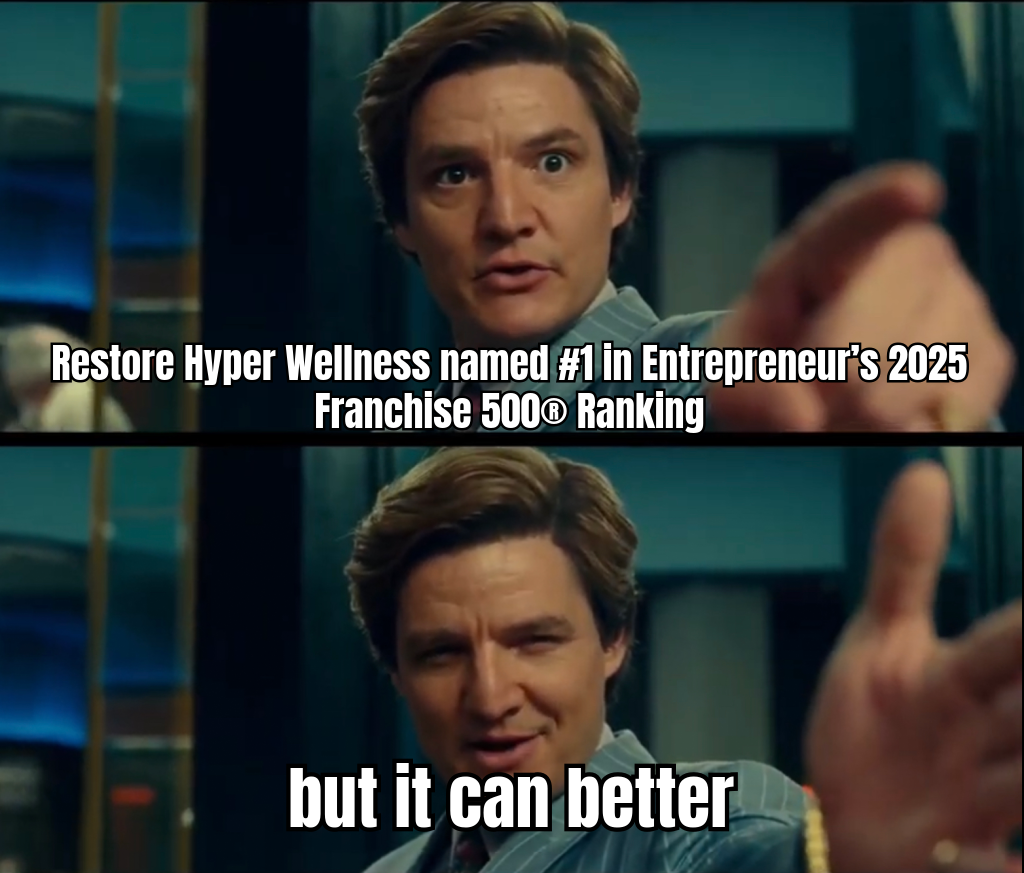 Restore Hyper Wellness named #1 in Entrepreneur’s 2025
Franchise 500® Ranking
but it can better